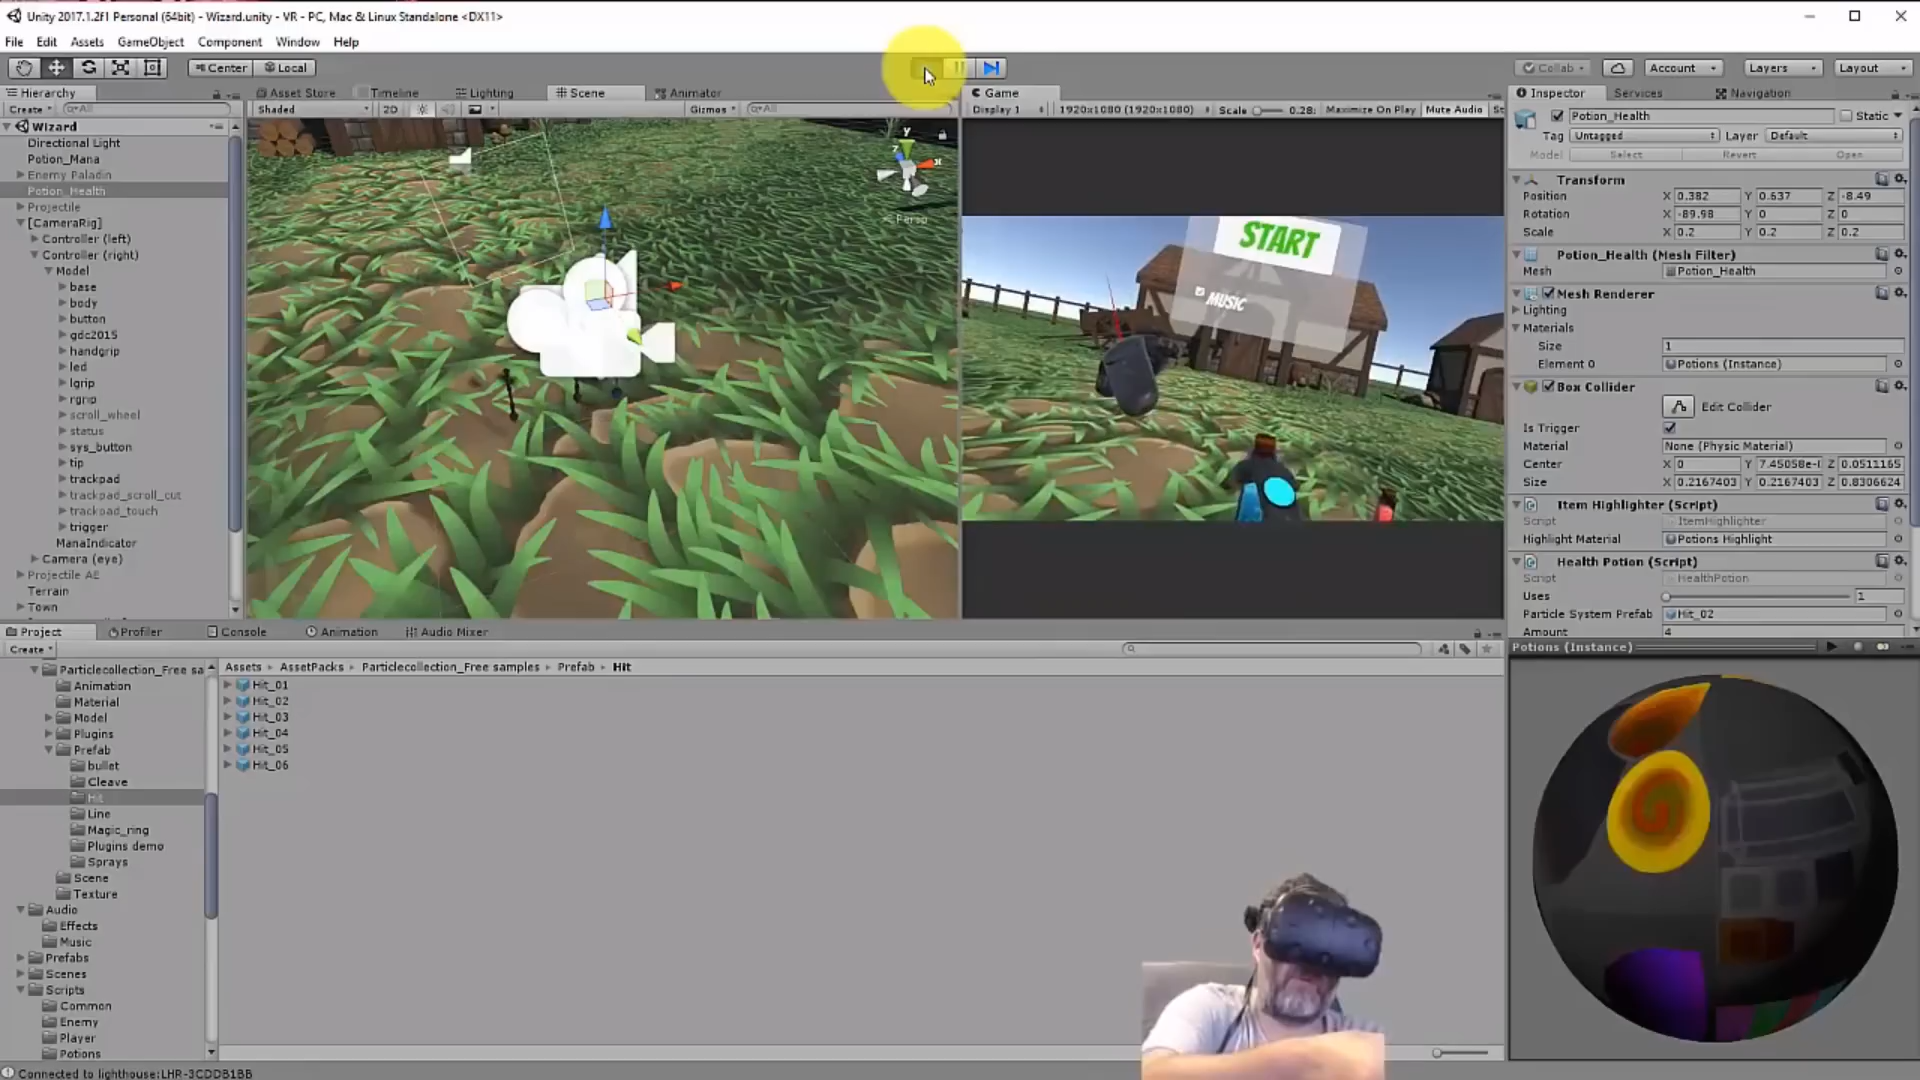 Unity 2017.1.2f1 Personal (64bit) - Wizard.unity - VR - PC, Mac & Linux Standalone <DX11>
File Edit Assets GameObject Component Window Help
Center Local Collab Account Layers Layout
Hierarchy
Create All
Wizard
Directional Light
Potion_Mana
Enemy Paladin
Potion_Health
Projectile
[CameraRig]
Controller (left)
Controller (right)
Model
base
body
button
gdc2015
handgrip
led
lgrip
rgrip
scroll_wheel
status
sys_button
tip
trackpad
trackpad_scroll_cut
trackpad_touch
trigger
ManaIndicator
Camera (eye)
Projectile AE
Terrain
Town
Asset Store Timeline Lighting Scene Animator
Shaded 2D Gizmos All
y
x
z
Persp
Game
Display 1 1920x1080 (1920x1080) Scale 0.28: Maximize On Play Mute Audio St
START
MUSIC
Inspector Services Navigation
Potion_Health Static
Tag Untagged Layer Default
Model Select Revert Open
Transform
Position X 0.382 Y 0.637 Z -8.49
Rotation X -89.98 Y 0 Z 0
Scale X 0.2 Y 0.2 Z 0.2
Potion_Health (Mesh Filter)
Mesh Potion_Health
Mesh Renderer
Lighting
Materials
Size 1
Element 0 Potions (Instance)
Box Collider
Edit Collider
Is Trigger
Material None (Physic Material)
Center X 0 Y 7.45058e-( Z 0.0511165
Size X 0.2167403 Y 0.2167403 Z 0.8306624
Item Highlighter (Script)
Script ItemHighlighter
Highlight Material Potions Highlight
Health Potion (Script)
Script HealthPotion
Uses 1
Particle System Prefab Hit_02
Amount 4
Potions (Instance)
Project Profiler Console Animation Audio Mixer
Create
Particlecollection_Free sa
Animation
Material
Model
Plugins
Prefab
bullet
Cleave
Hit
Line
Magic_ring
Plugins demo
Sprays
Scene
Texture
Audio
Effects
Music
Prefabs
Scenes
Scripts
Common
Enemy
Player
Potions
Assets AssetPacks Particlecollection_Free samples Prefab Hit
Hit_01
Hit_02
Hit_03
Hit_04
Hit_05
Hit_06
Connected to lighthouse:LHR-3CDDB1BB